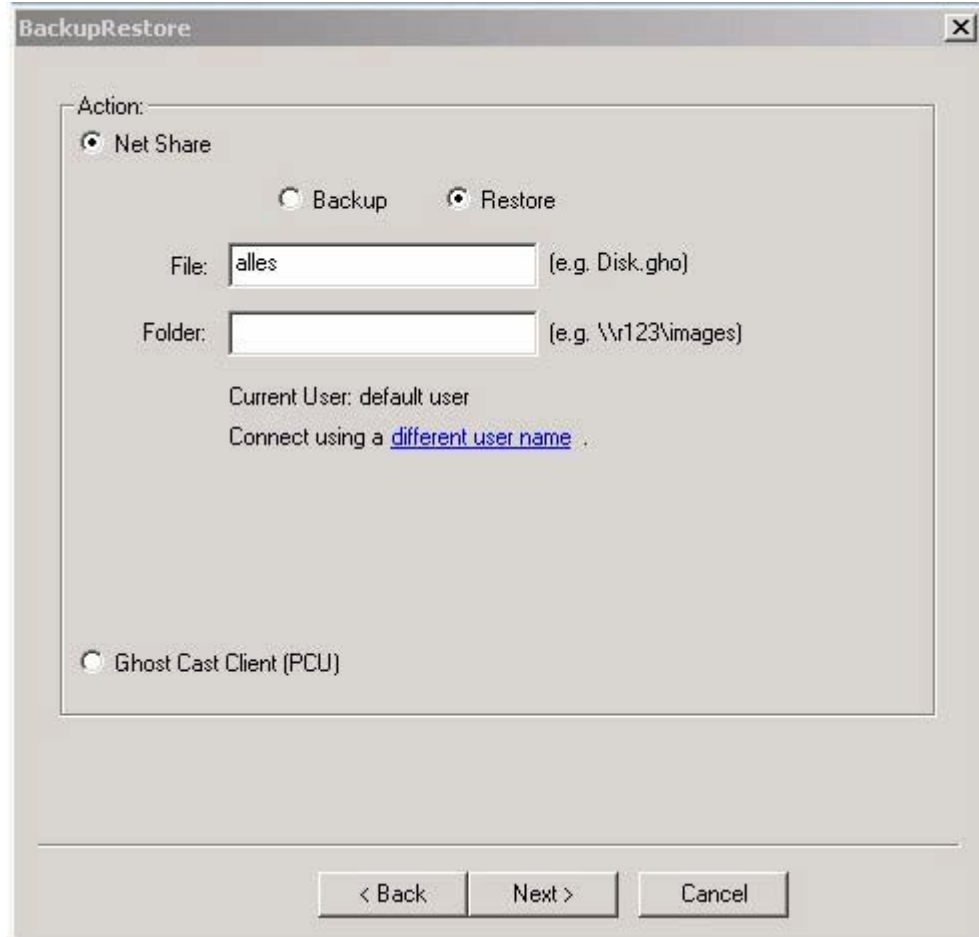 BackupRestore
Action:
Net Share
Backup Restore
File: alles (e.g. Disk.gho)
Folder: (e.g. \\r123\images)
Current User: default user
Connect using a different user name .
Ghost Cast Client (PCU)
< Back Next > Cancel